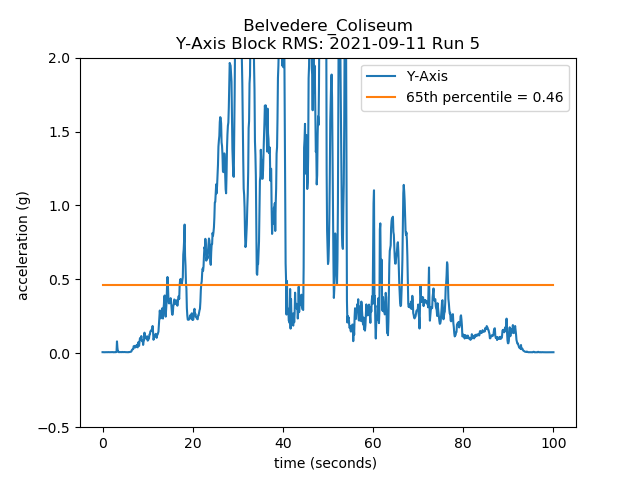 Belvedere_Coliseum
Y-Axis Block RMS: 2021-09-11 Run 5
2.0
1.5
1.0
0.5
0.0
−0.5
acceleration (g)
Y-Axis
65th percentile = 0.46
0 20 40 60 80 100
time (seconds)